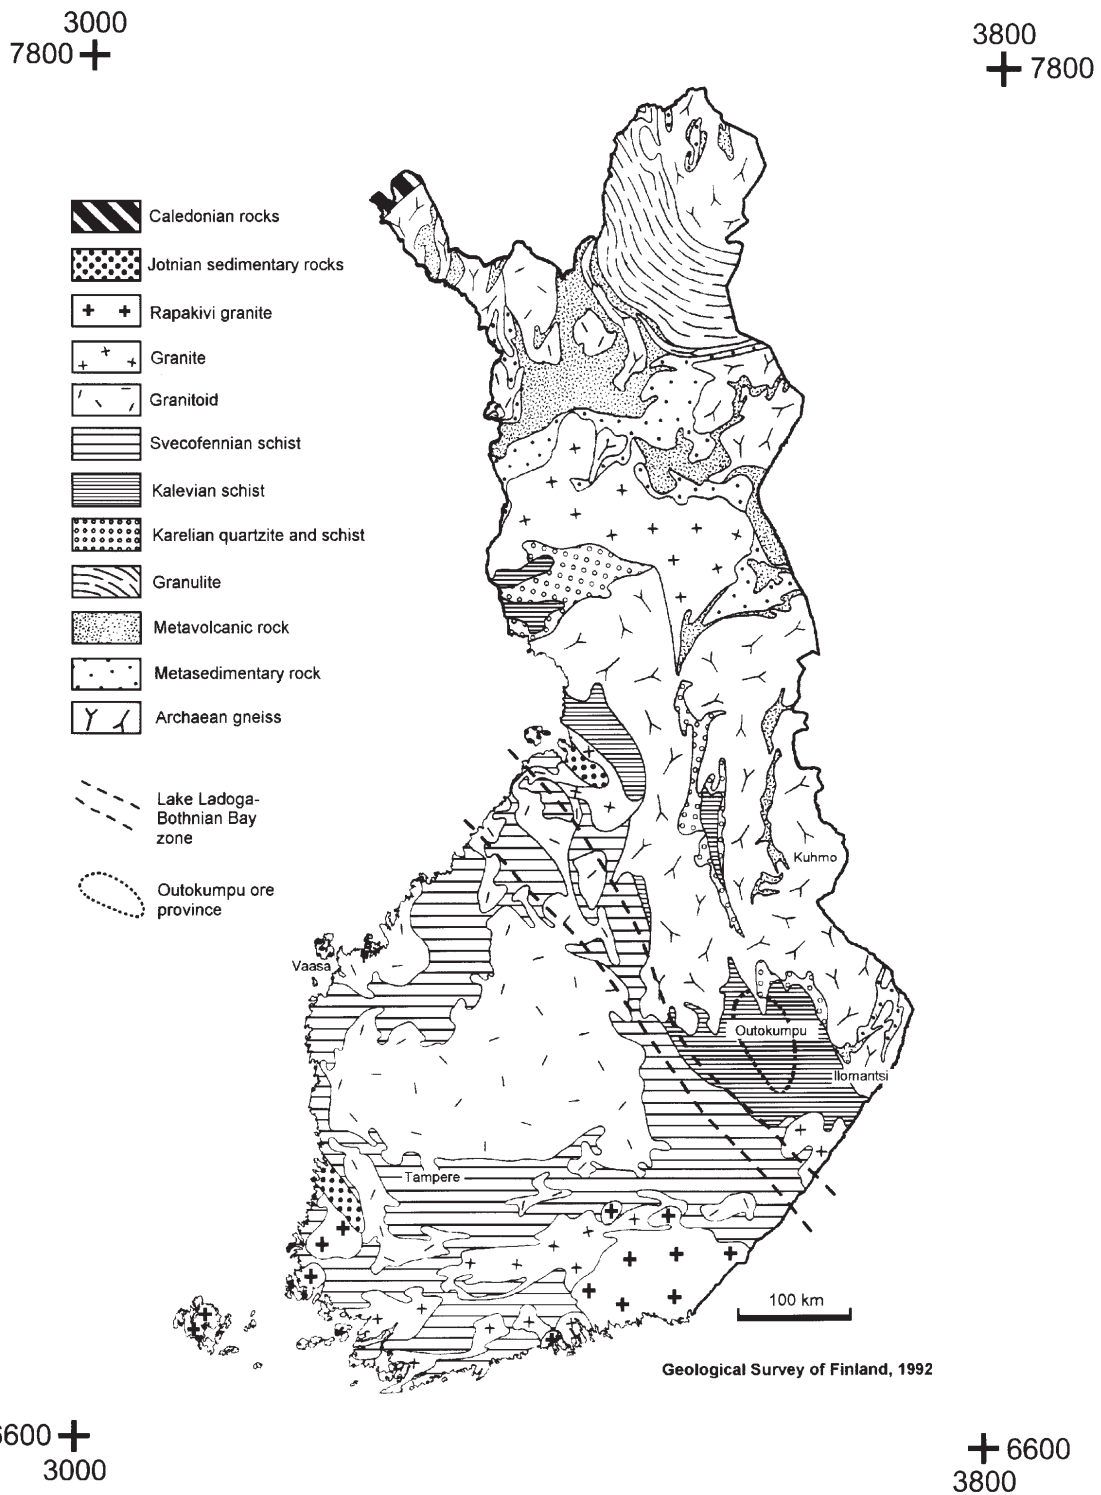 3000
7800
3800
7800
Caledonian rocks
Jotnian sedimentary rocks
Rapakivi granite
Granite
Granitoid
Svecofennian schist
Kalevian schist
Karelian quartzite and schist
Granulite
Metavolcanic rock
Metasedimentary rock
Archaean gneiss
Lake Ladoga-
Bothnian Bay
zone
Outokumpu ore
province
Kuhmo
Vaasa
Outokumpu
Ilomantsi
Tampere
100 km
Geological Survey of Finland, 1992
6600
3000
6600
3800